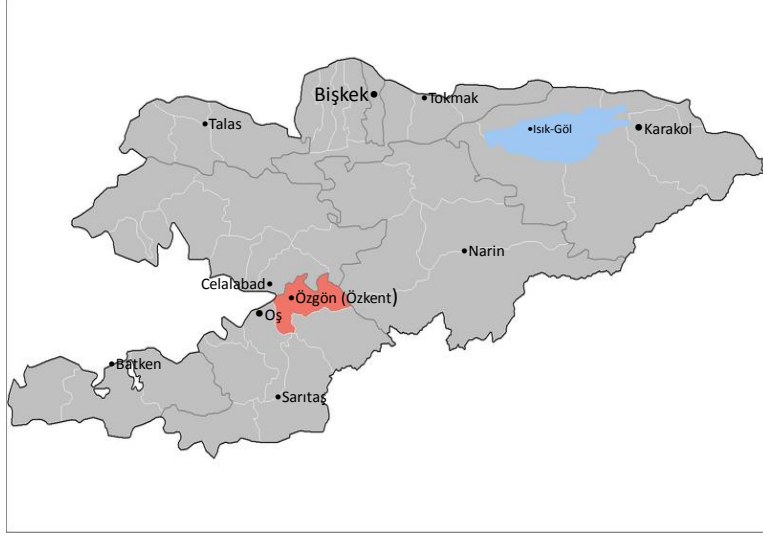 Bişkek
Tokmak
Talas
Isık-Göl
Karakol
Narin
Celalabad
Özgön (Özkent)
Oş
Batken
Sarıtaş